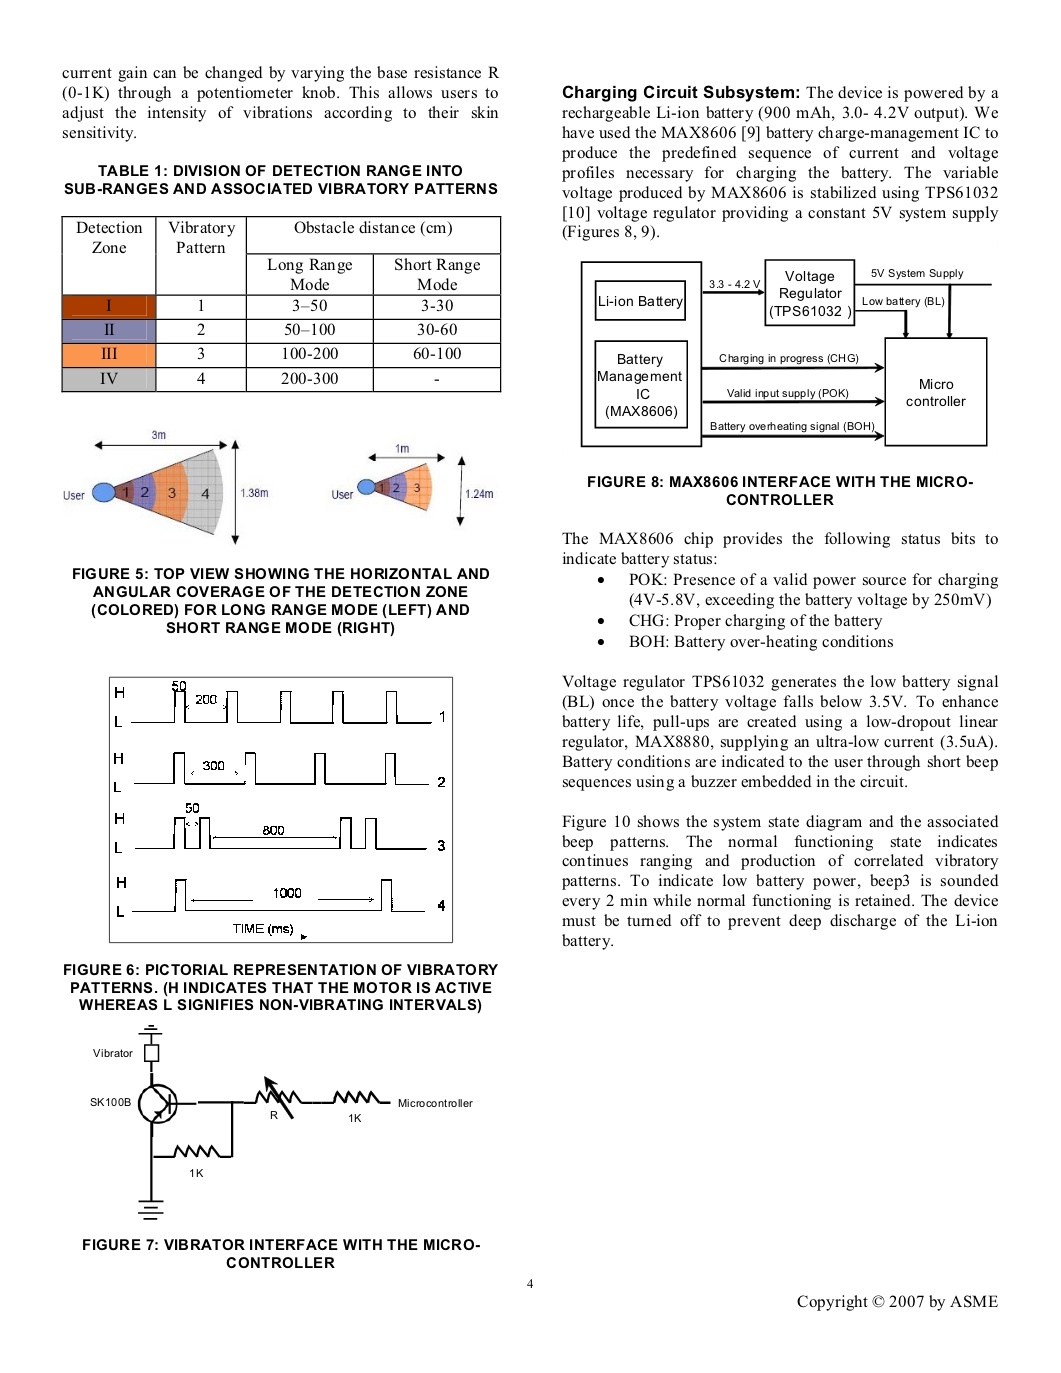 current gain can be changed by varying the base resistance R
(0-1K) through a potentiometer knob. This allows users to
adjust the intensity of vibrations according to their skin
sensitivity.
TABLE 1: DIVISION OF DETECTION RANGE INTO
SUB-RANGES AND ASSOCIATED VIBRATORY PATTERNS
Detection Zone Vibratory Pattern Obstacle distance (cm)
Long Range Mode Short Range Mode
I 1 3–50 3-30
II 2 50–100 30-60
III 3 100-200 60-100
IV 4 200-300 -
3m
User 1 2 3 4 1.38m
1m
User 1 2 3 1.24m
FIGURE 5: TOP VIEW SHOWING THE HORIZONTAL AND
ANGULAR COVERAGE OF THE DETECTION ZONE
(COLORED) FOR LONG RANGE MODE (LEFT) AND
SHORT RANGE MODE (RIGHT)
H 50 200
L 1
H 300
L 2
H 50 800
L 3
H 1000
L 4
TIME (ms)
FIGURE 6: PICTORIAL REPRESENTATION OF VIBRATORY
PATTERNS. (H INDICATES THAT THE MOTOR IS ACTIVE
WHEREAS L SIGNIFIES NON-VIBRATING INTERVALS)
Vibrator
SK100B
R
1K
Microcontroller
1K
FIGURE 7: VIBRATOR INTERFACE WITH THE MICRO-
CONTROLLER
Charging Circuit Subsystem: The device is powered by a
rechargeable Li-ion battery (900 mAh, 3.0- 4.2V output). We
have used the MAX8606 [9] battery charge-management IC to
produce the predefined sequence of current and voltage
profiles necessary for charging the battery. The variable
voltage produced by MAX8606 is stabilized using TPS61032
[10] voltage regulator providing a constant 5V system supply
(Figures 8, 9).
Li-ion Battery
3.3 - 4.2 V
Voltage
Regulator
(TPS61032 )
5V System Supply
Low battery (BL)
Battery
Management
IC
(MAX8606)
Charging in progress (CHG)
Valid input supply (POK)
Battery overheating signal (BOH)
Micro
controller
FIGURE 8: MAX8606 INTERFACE WITH THE MICRO-
CONTROLLER
The MAX8606 chip provides the following status bits to
indicate battery status:
• POK: Presence of a valid power source for charging
(4V-5.8V, exceeding the battery voltage by 250mV)
• CHG: Proper charging of the battery
• BOH: Battery over-heating conditions
Voltage regulator TPS61032 generates the low battery signal
(BL) once the battery voltage falls below 3.5V. To enhance
battery life, pull-ups are created using a low-dropout linear
regulator, MAX8880, supplying an ultra-low current (3.5uA).
Battery conditions are indicated to the user through short beep
sequences using a buzzer embedded in the circuit.
Figure 10 shows the system state diagram and the associated
beep patterns. The normal functioning state indicates
continues ranging and production of correlated vibratory
patterns. To indicate low battery power, beep3 is sounded
every 2 min while normal functioning is retained. The device
must be turned off to prevent deep discharge of the Li-ion
battery.
4
Copyright © 2007 by ASME